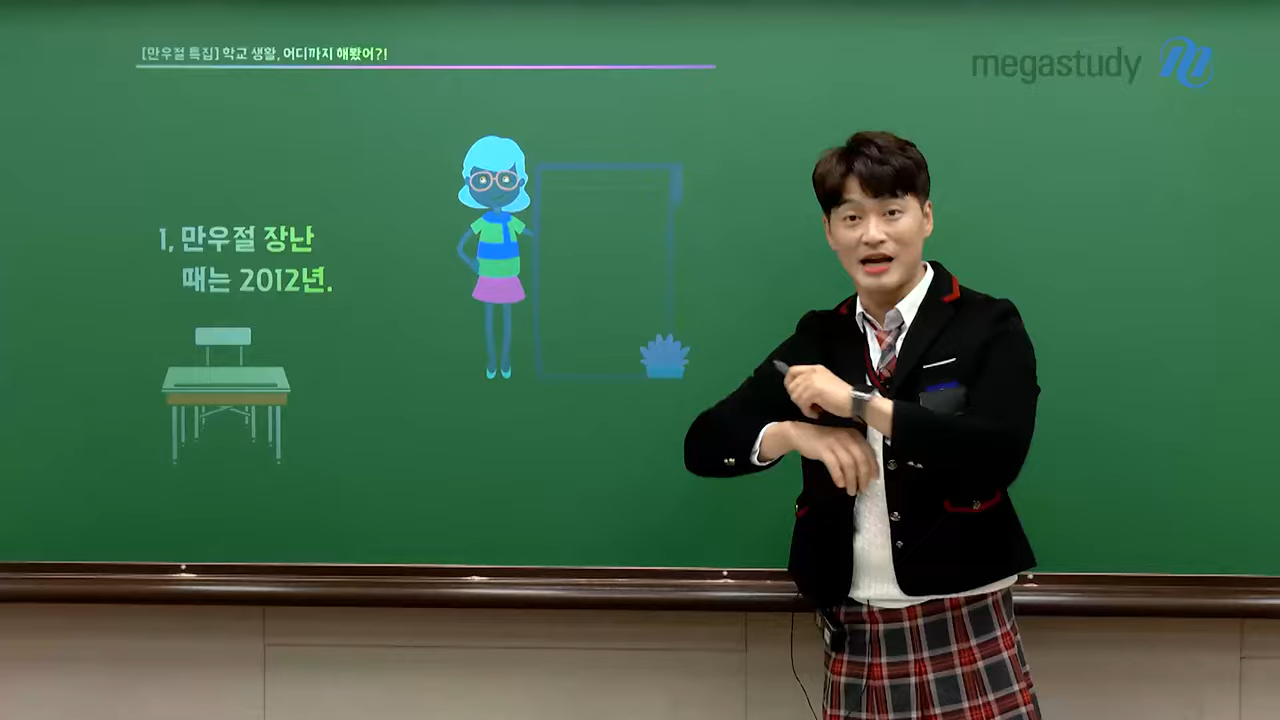 [만우절 특집] 학교 생활, 어디까지 해봤어?!
megastudy
1. 만우절 장난
때는 2012년.